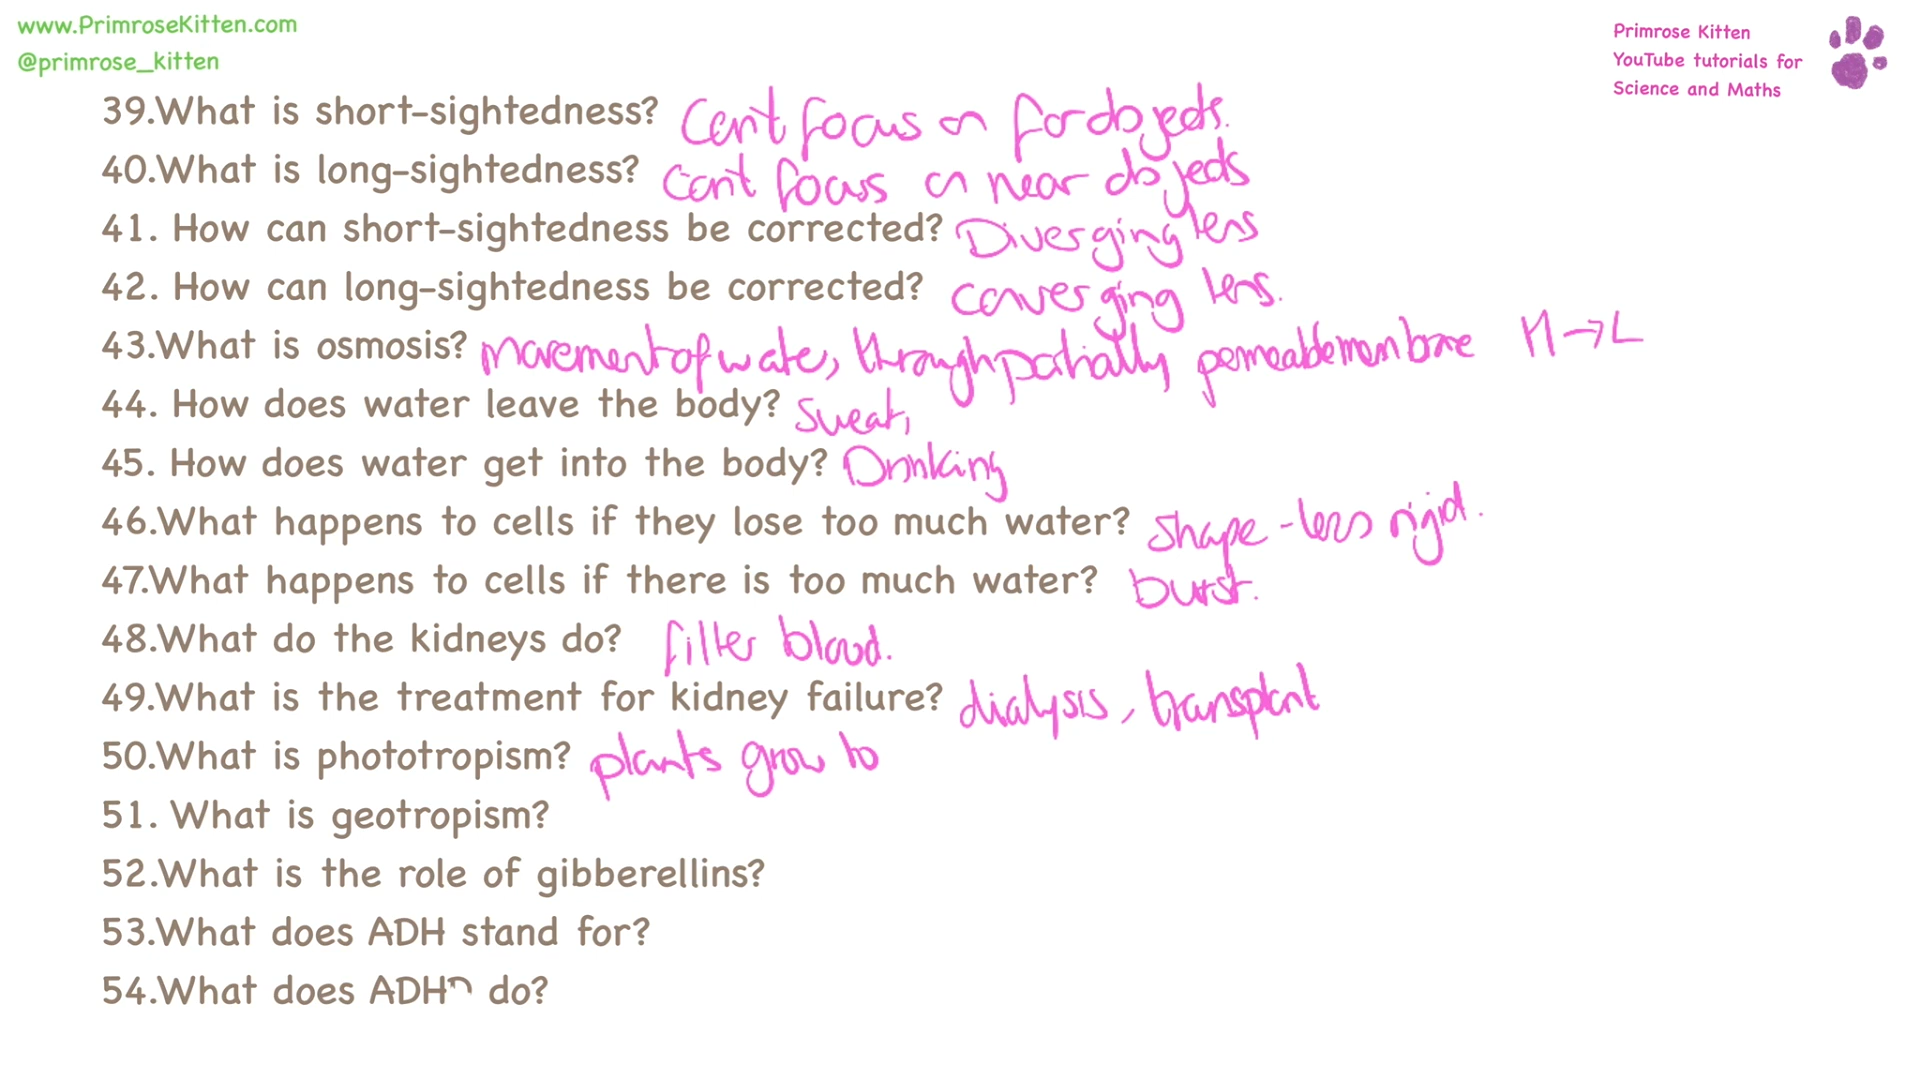 www.PrimroseKitten.com
@primrose_kitten
Primrose Kitten
YouTube tutorials for
Science and Maths
39.What is short-sightedness? Can't focus on far objects.
40.What is long-sightedness? Can't focus on near objects
41. How can short-sightedness be corrected? Diverging lens
42. How can long-sightedness be corrected? converging lens.
43.What is osmosis? movement of water, through partially permeable membrane H→L
44. How does water leave the body? sweat,
45. How does water get into the body? Drinking
46.What happens to cells if they lose too much water? shape - less rigid.
47.What happens to cells if there is too much water? burst.
48.What do the kidneys do? filter blood.
49.What is the treatment for kidney failure? dialysis, transplant
50.What is phototropism? plants grow to
51. What is geotropism?
52.What is the role of gibberellins?
53.What does ADH stand for?
54.What does ADH do?